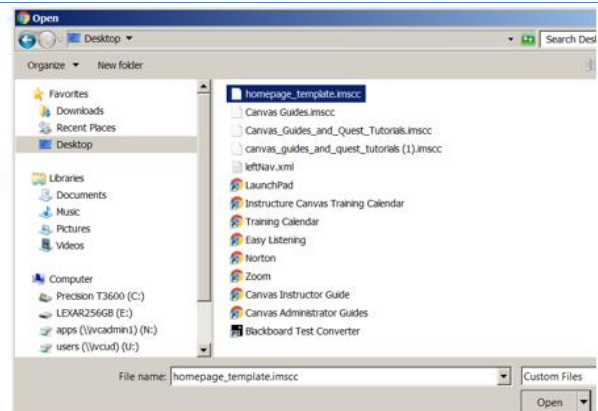 Open
Desktop
Search Desk
Organize
New folder
Favorites
Downloads
Recent Places
Desktop
Libraries
Documents
Music
Pictures
Videos
Computer
Precision T3600 (C:)
LEXAR256GB (E:)
apps (\\ivcadmin1) (N:)
users (\\ivcud) (U:)
homepage_template.imscc
Canvas Guides.imscc
Canvas_Guides_and_Quest_Tutorials.imscc
canvas_guides_and_quest_tutorials (1).imscc
leftNav.xml
LaunchPad
Instructure Canvas Training Calendar
Training Calendar
Easy Listening
Norton
Zoom
Canvas Instructor Guide
Canvas Administrator Guides
Blackboard Test Converter
File name: homepage_template.imscc
Custom Files
Open